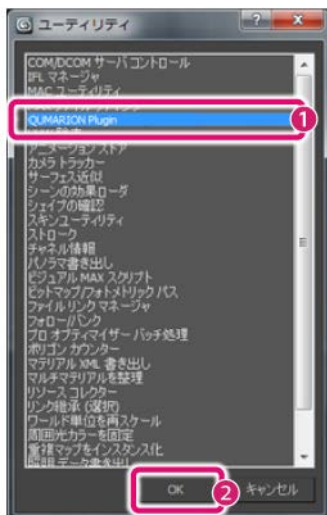 ユーティリティ
COM/DCOM サーバ コントロール
IFL マネージャ
MAC ユーティリティ
QUMARION Plugin
1
アニメーション ストア
カメラ トラッカー
サーフェス近似
シーンの効果ローダ
シェイプの確認
スキンユーティリティ
ストローク
チャネル情報
パノラマ書き出し
ビジュアル MAX スクリプト
ビットマップ/フォトメトリック パス
ファイル リンク マネージャ
フォロー/バンク
プロ オプティマイザー バッチ処理
ポリゴン カウンター
マテリアル XML 書き出し
マルチマテリアルを整理
リソース コレクター
リンク継承 (選択)
ワールド単位を再スケール
周囲光カラーを固定
重複マップをインスタンス化
OK
2
キャンセル